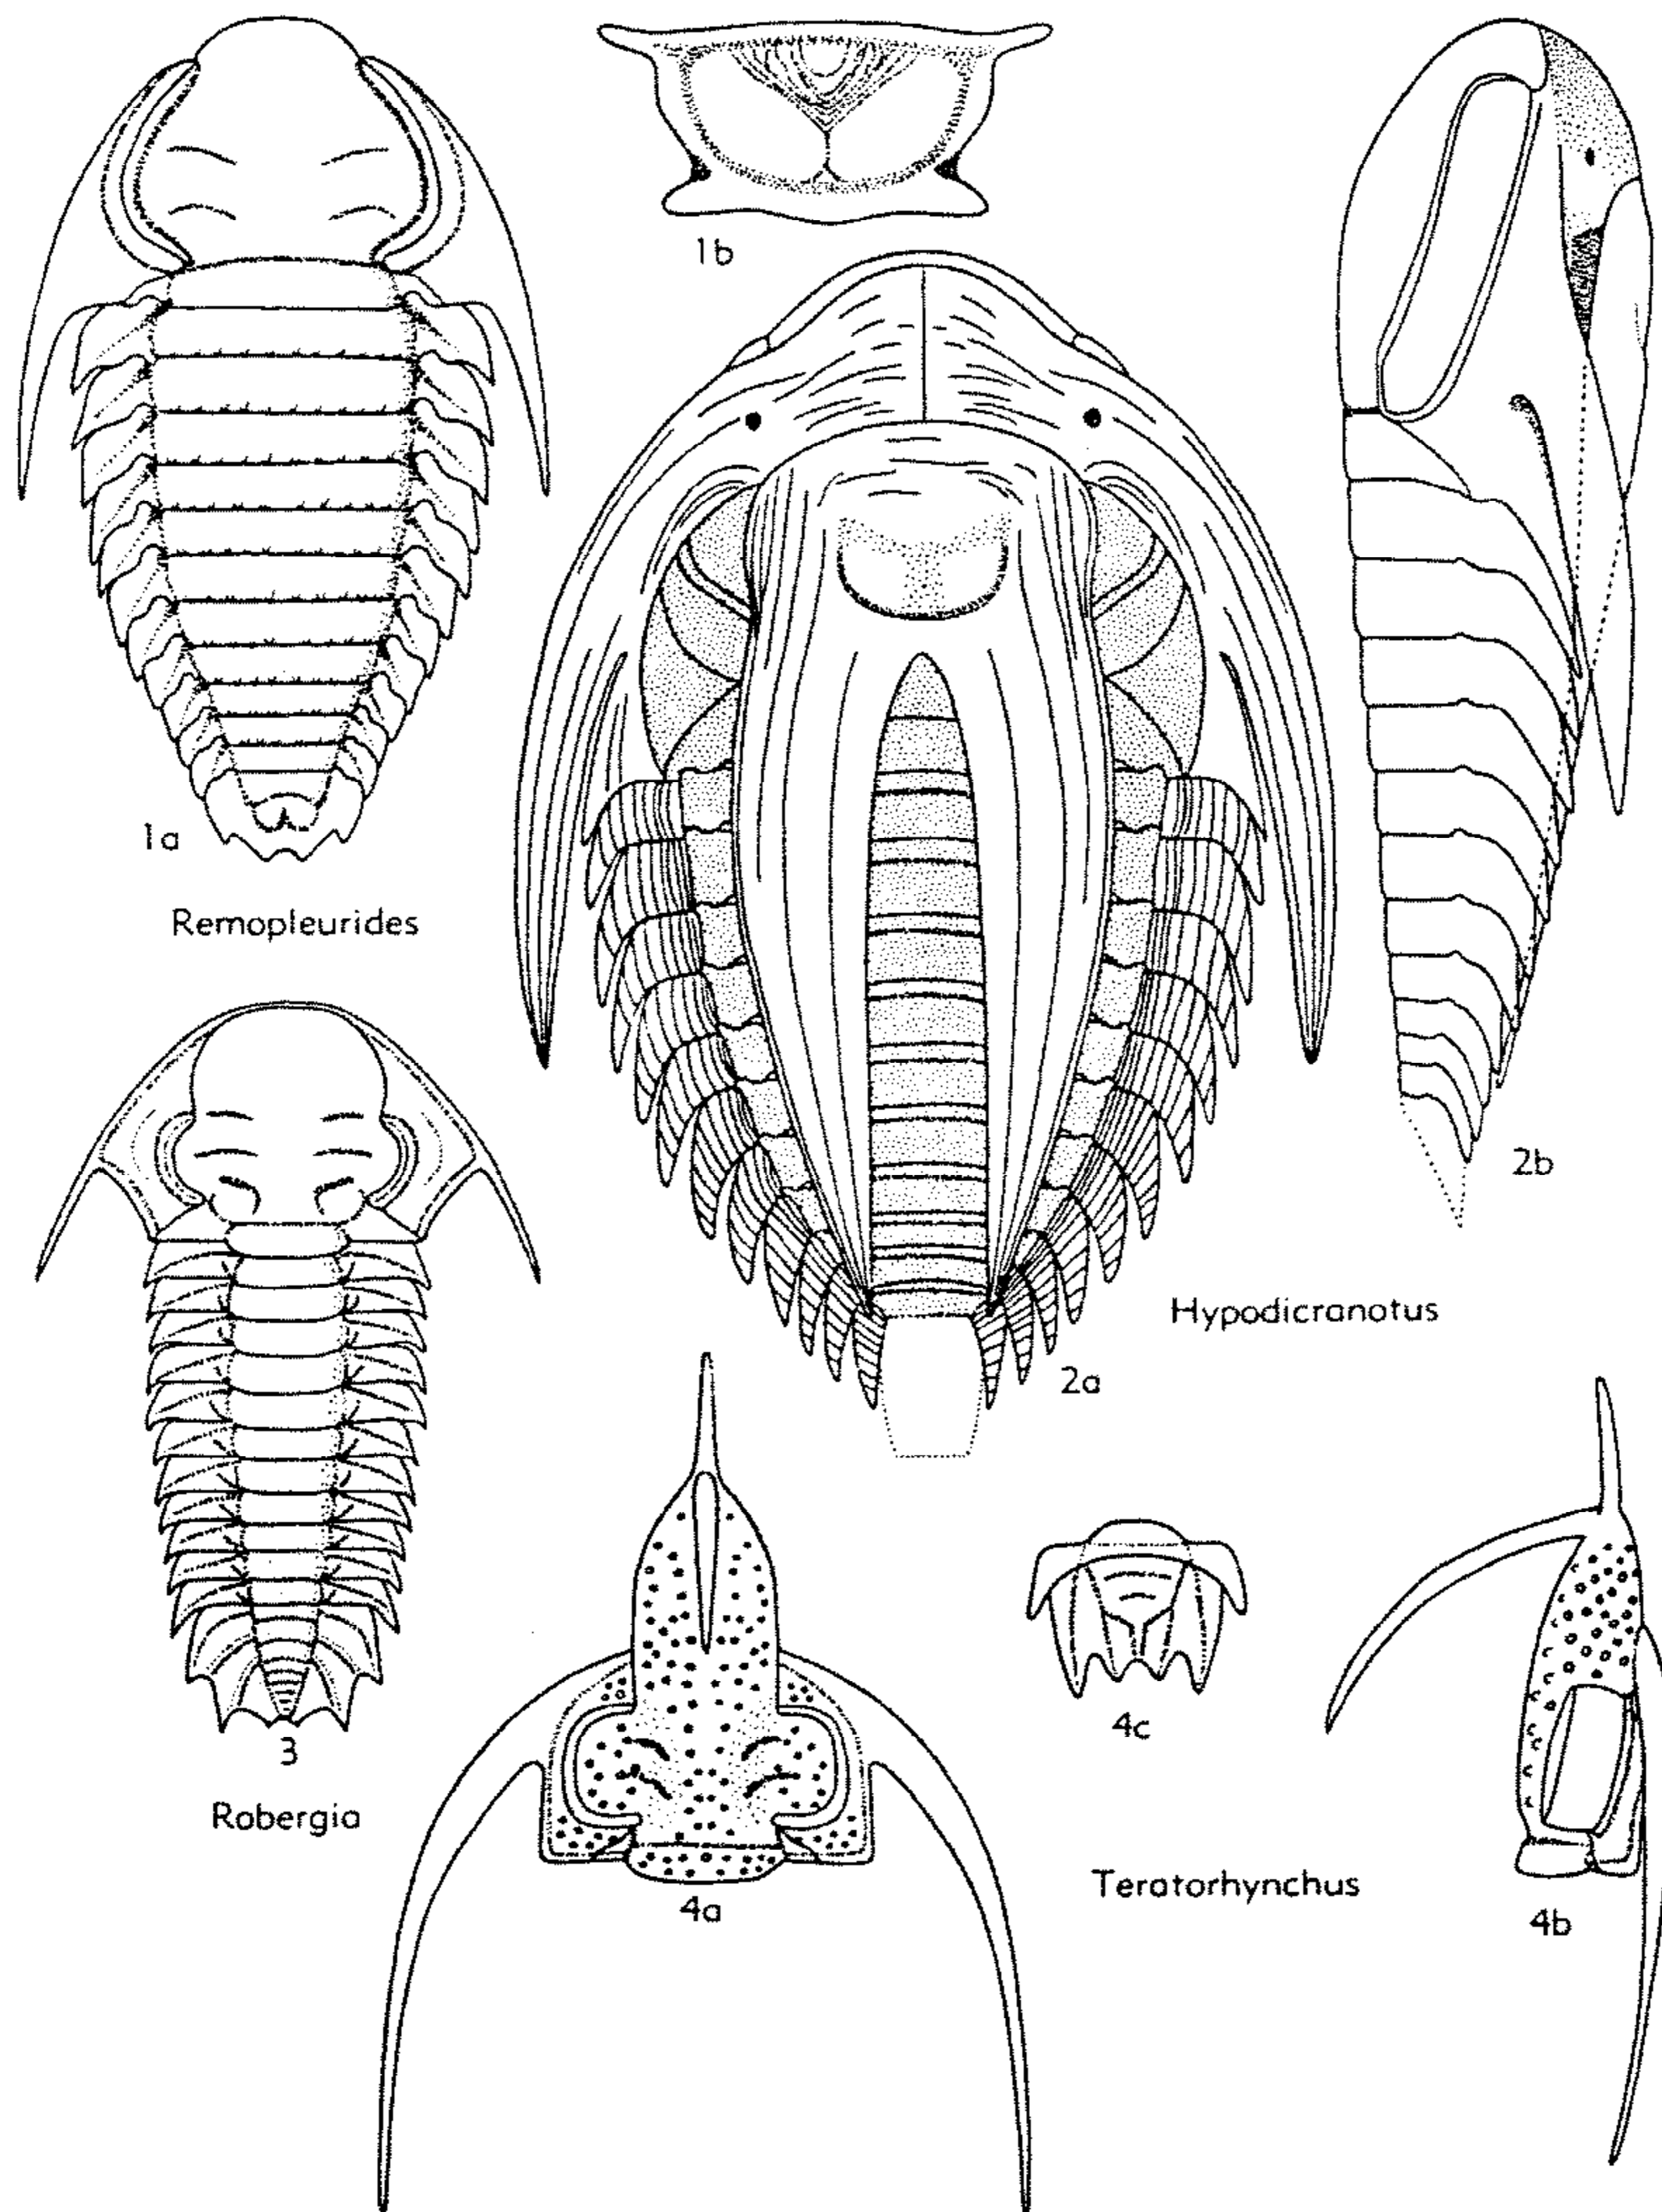 1b
1a
Remopleurides
2b
Hypodicranotus
2a
3
Robergia
4c
4a
Teratorhynchus
4b